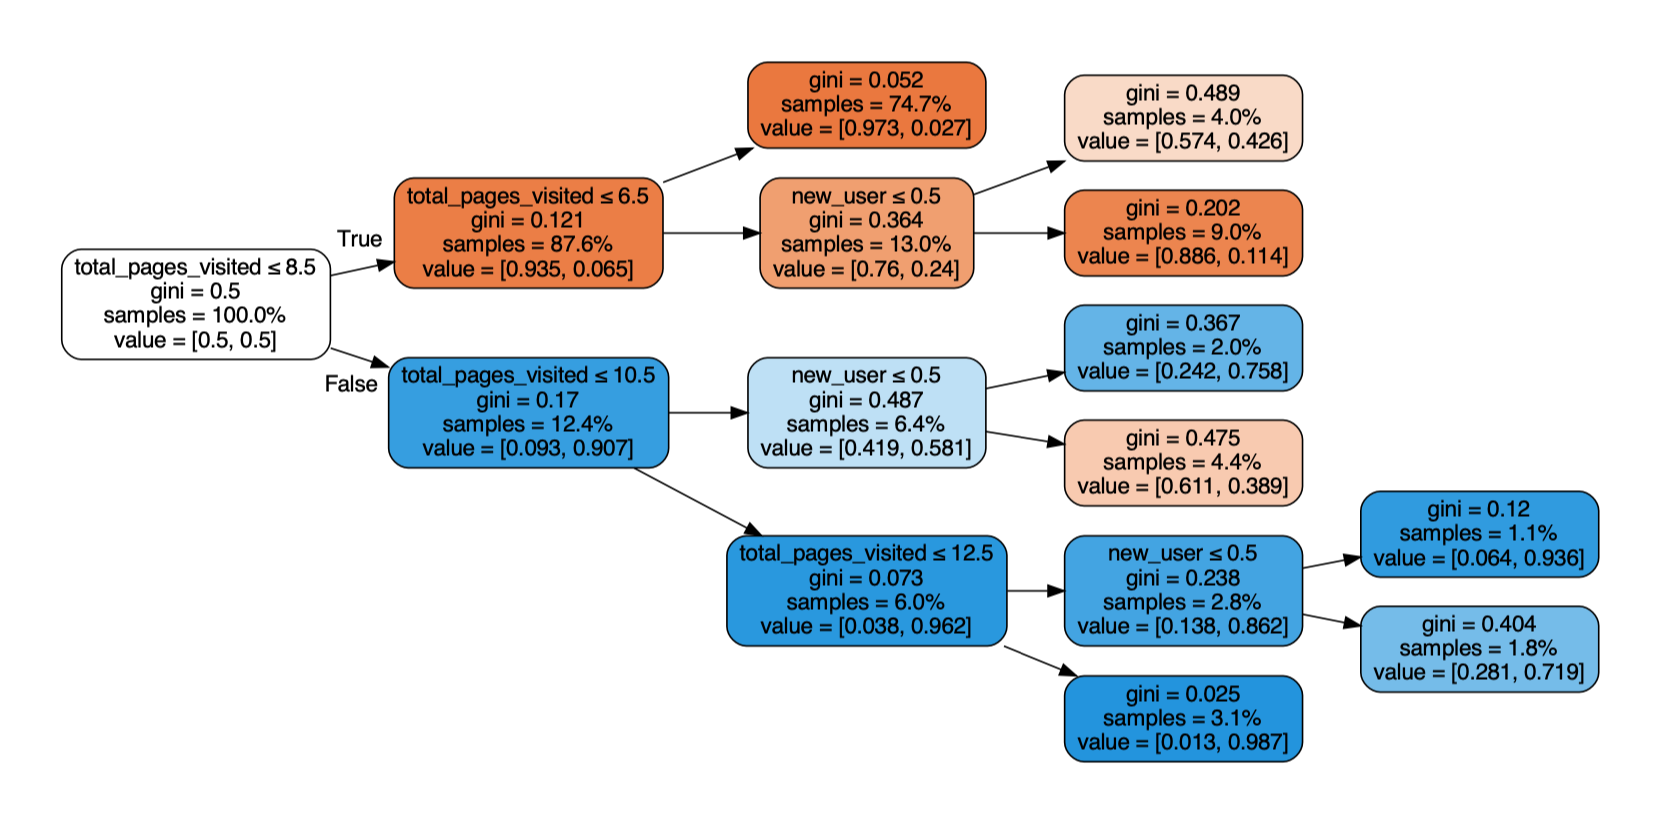 total_pages_visited ≤ 8.5
gini = 0.5
samples = 100.0%
value = [0.5, 0.5]
True
False
total_pages_visited ≤ 6.5
gini = 0.121
samples = 87.6%
value = [0.935, 0.065]
total_pages_visited ≤ 10.5
gini = 0.17
samples = 12.4%
value = [0.093, 0.907]
gini = 0.052
samples = 74.7%
value = [0.973, 0.027]
new_user ≤ 0.5
gini = 0.364
samples = 13.0%
value = [0.76, 0.24]
new_user ≤ 0.5
gini = 0.487
samples = 6.4%
value = [0.419, 0.581]
total_pages_visited ≤ 12.5
gini = 0.073
samples = 6.0%
value = [0.038, 0.962]
gini = 0.489
samples = 4.0%
value = [0.574, 0.426]
gini = 0.202
samples = 9.0%
value = [0.886, 0.114]
gini = 0.367
samples = 2.0%
value = [0.242, 0.758]
gini = 0.475
samples = 4.4%
value = [0.611, 0.389]
new_user ≤ 0.5
gini = 0.238
samples = 2.8%
value = [0.138, 0.862]
gini = 0.025
samples = 3.1%
value = [0.013, 0.987]
gini = 0.12
samples = 1.1%
value = [0.064, 0.936]
gini = 0.404
samples = 1.8%
value = [0.281, 0.719]